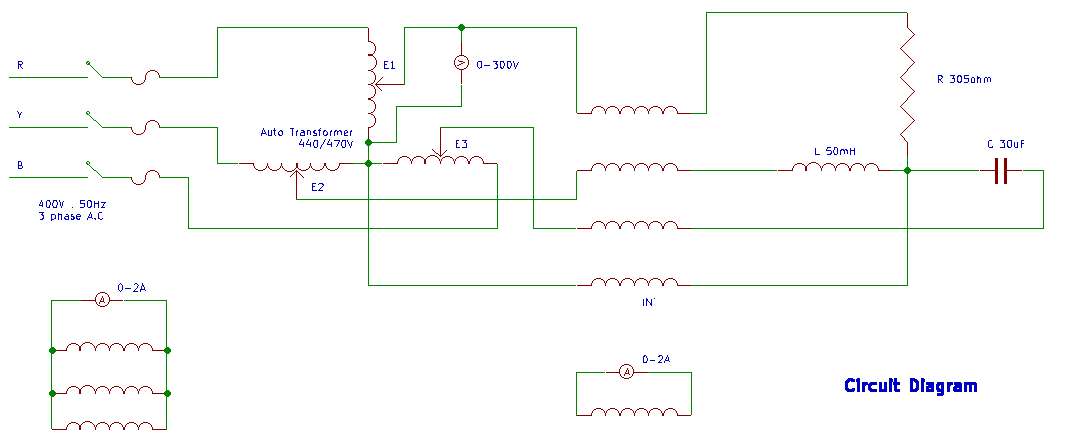 R
E1
0-300V
R 305ohm
Y
Auto Transformer
440/470V
E3
L 50mH
C 30uF
B
E2
400V . 50Hz
3 phase A.C
0-2A
A
IN'
0-2A
A
Circuit Diagram